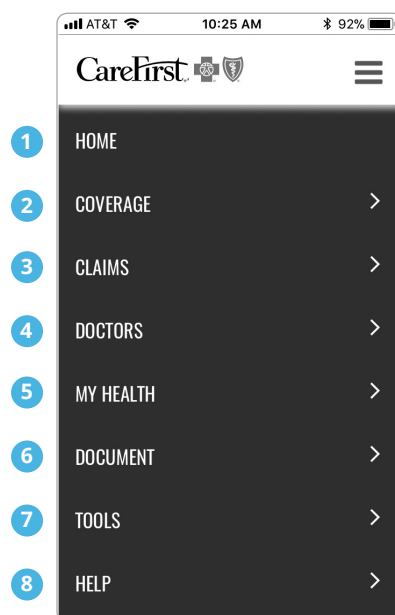 AT&T 10:25 AM 92%
CareFirst
1 HOME
2 COVERAGE
3 CLAIMS
4 DOCTORS
5 MY HEALTH
6 DOCUMENT
7 TOOLS
8 HELP